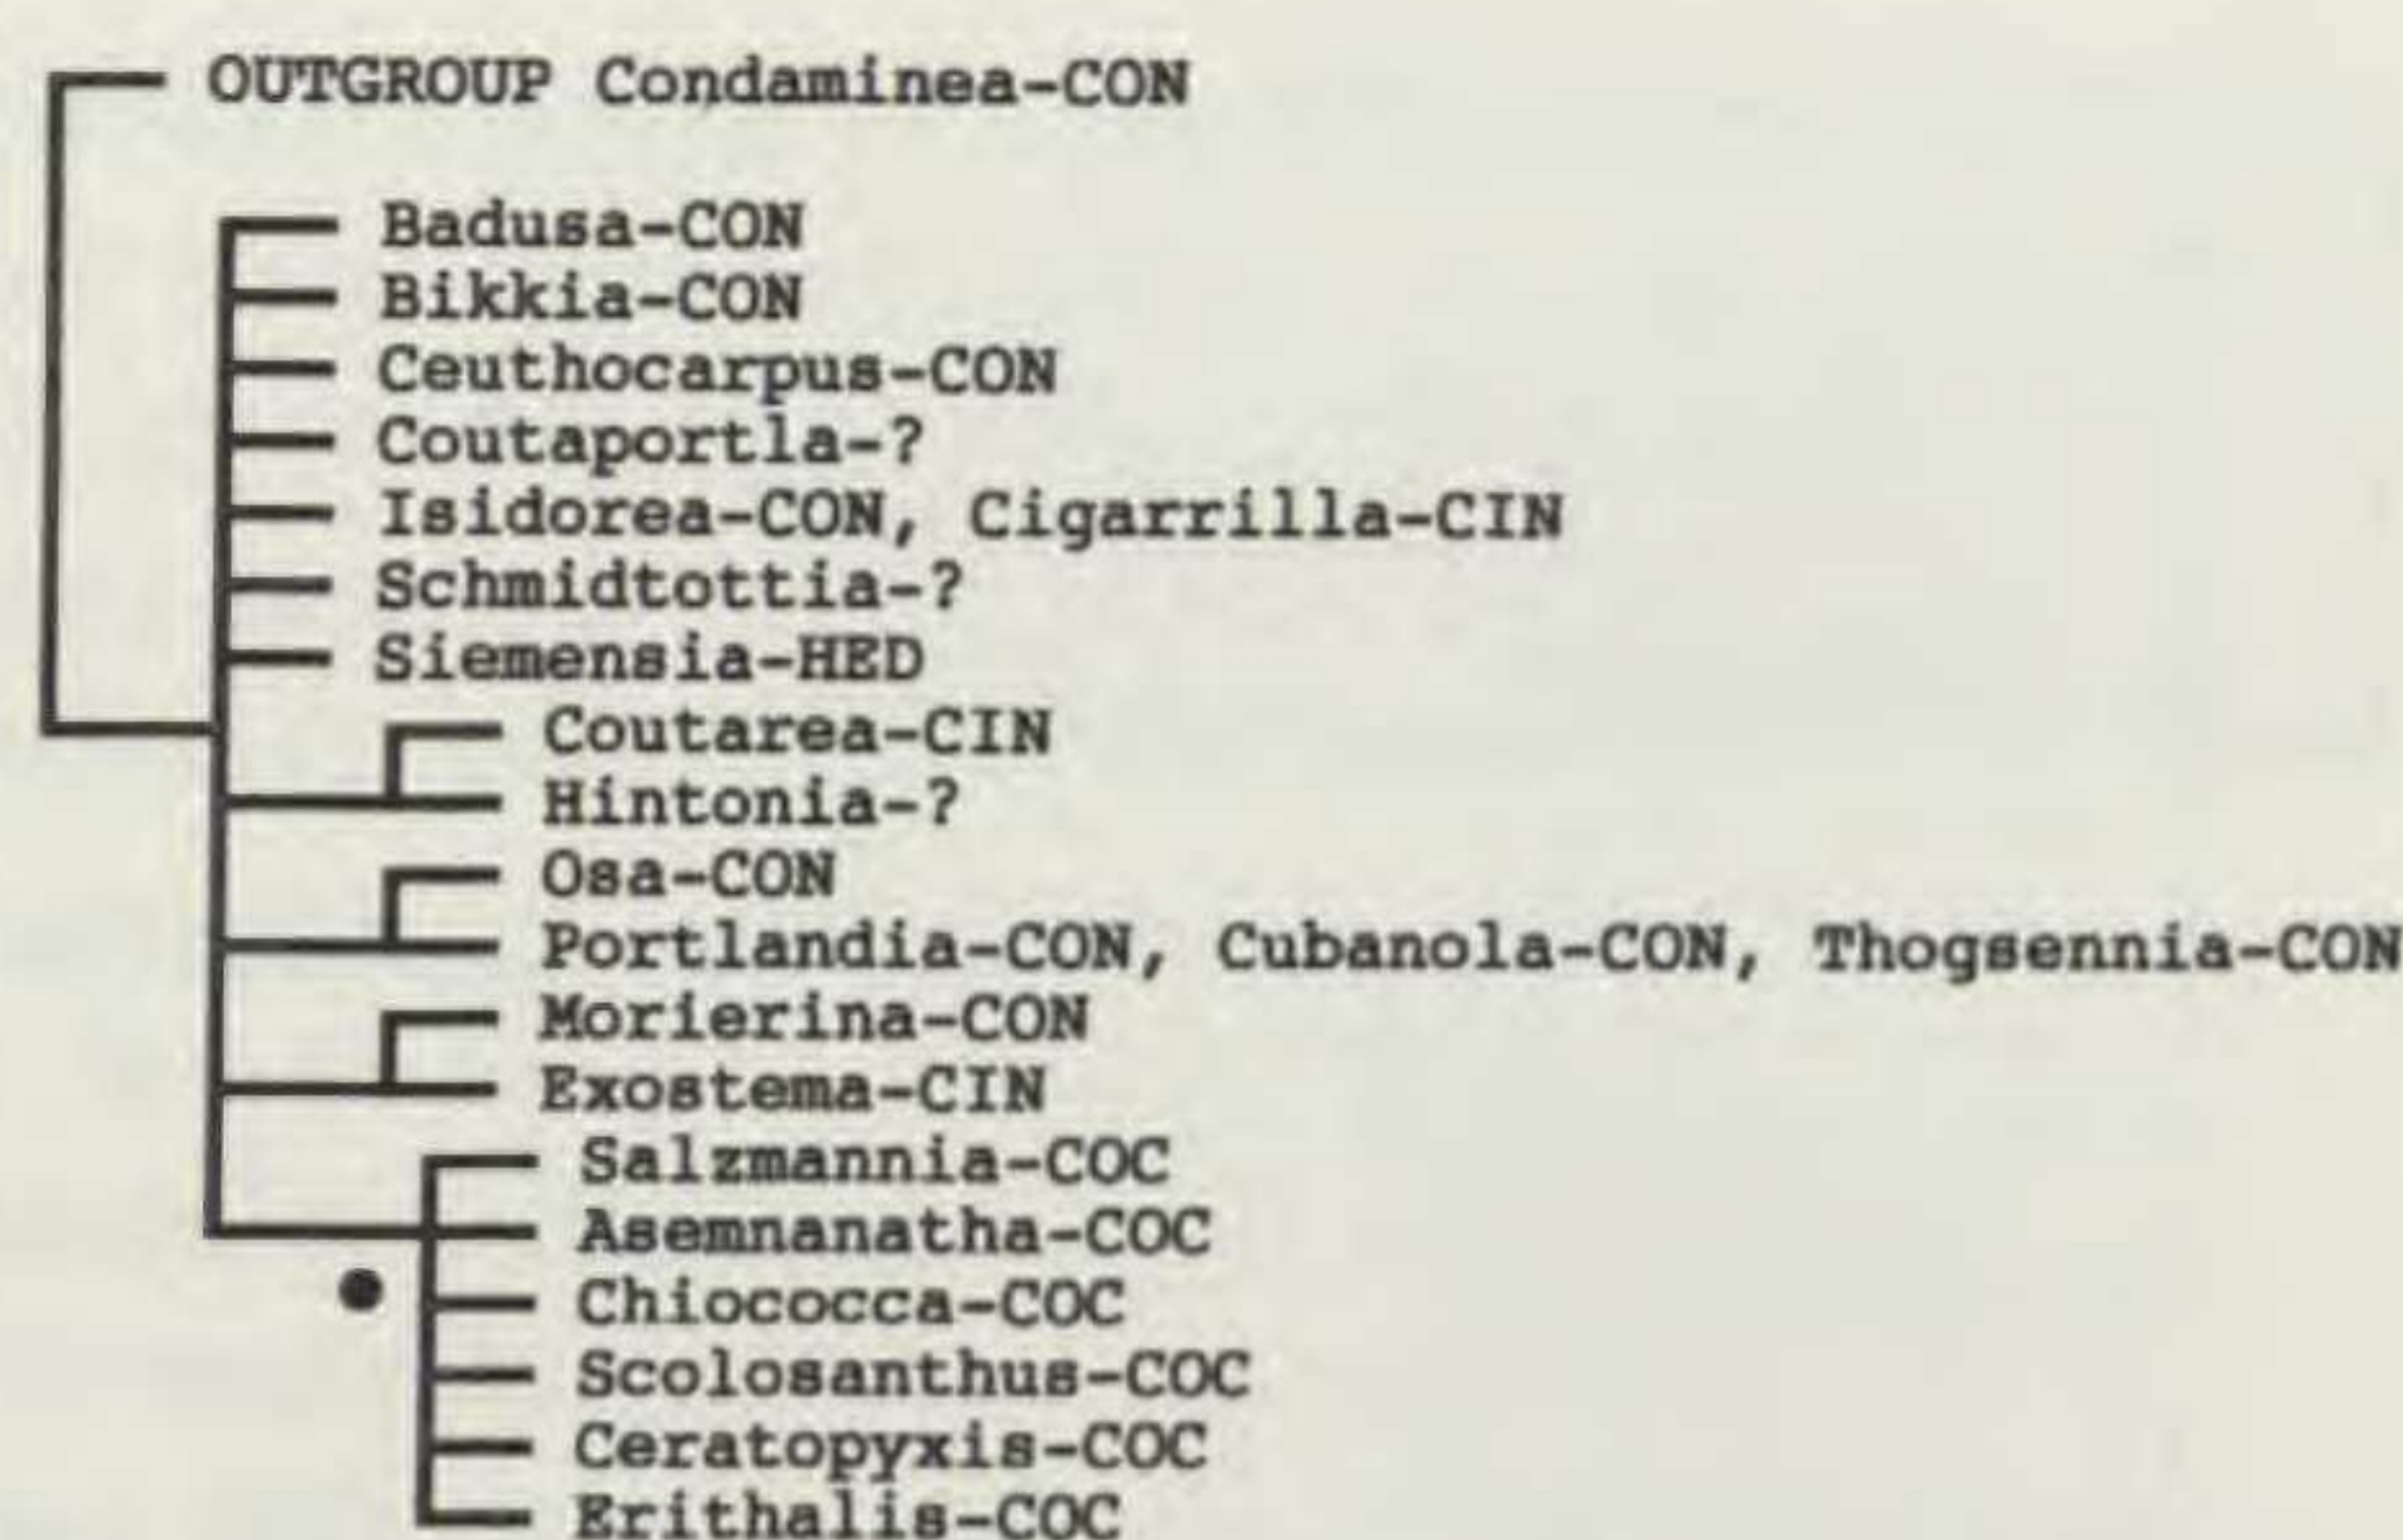 OUTGROUP Condaminea-CON
Badusa-CON
Bikkia-CON
Ceuthocarpus-CON
Coutaportla-?
Isidorea-CON, Cigarrilla-CIN
Schmidtottia-?
Siemensia-HED
Coutarea-CIN
Hintonia-?
Osa-CON
Portlandia-CON, Cubanola-CON, Thogsennia-CON
Morierina-CON
Exostema-CIN
Salzmannia-COC
Asemnanatha-COC
Chiococca-COC
Scolosanthus-COC
Ceratopyxis-COC
Erithalis-COC